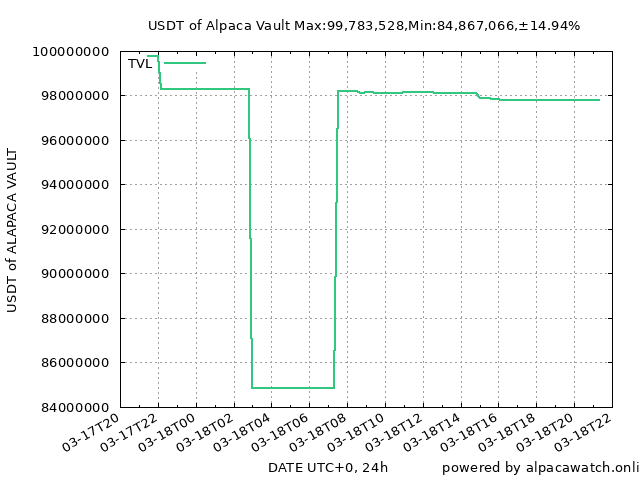 USDT of Alpaca Vault Max:99,783,528,Min:84,867,066,±14.94%
TVL
100000000
98000000
96000000
94000000
92000000
90000000
88000000
86000000
84000000
USDT of ALAPACA VAULT
03-17T20
03-17T22
03-18T00
03-18T02
03-18T04
03-18T06
03-18T08
03-18T10
03-18T12
03-18T14
03-18T16
03-18T18
03-18T20
03-18T22
DATE UTC+0, 24h
powered by alpacawatch.onli